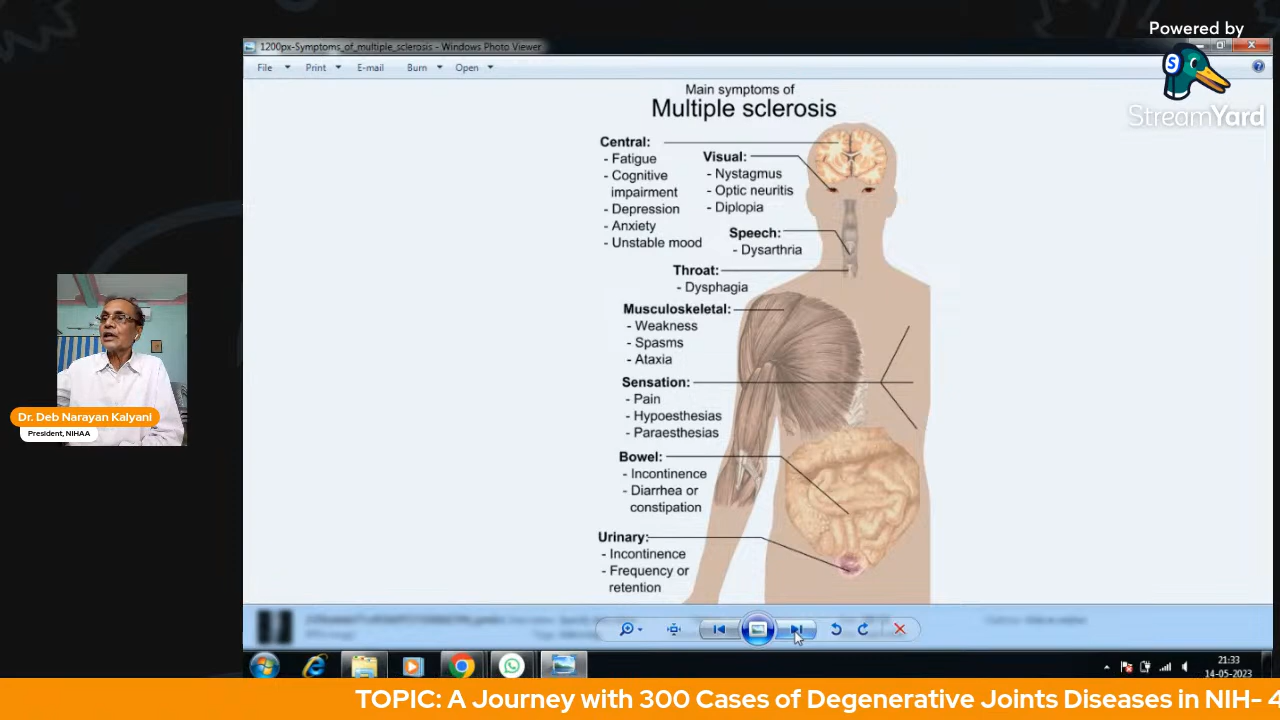 Powered by
StreamYard
1200px-Symptoms_of_multiple_sclerosis - Windows Photo Viewer
File Print E-mail Burn Open
Main symptoms of
Multiple sclerosis
Central:
- Fatigue
- Cognitive
impairment
- Depression
- Anxiety
- Unstable mood
Visual:
- Nystagmus
- Optic neuritis
- Diplopia
Speech:
- Dysarthria
Throat:
- Dysphagia
Musculoskeletal:
- Weakness
- Spasms
- Ataxia
Sensation:
- Pain
- Hypoesthesias
- Paraesthesias
Bowel:
- Incontinence
- Diarrhea or
constipation
Urinary:
- Incontinence
- Frequency or
retention
Dr. Deb Narayan Kalyani
President, NIHAA
21:33
14-05-2023
TOPIC: A Journey with 300 Cases of Degenerative Joints Diseases in NIH- 4